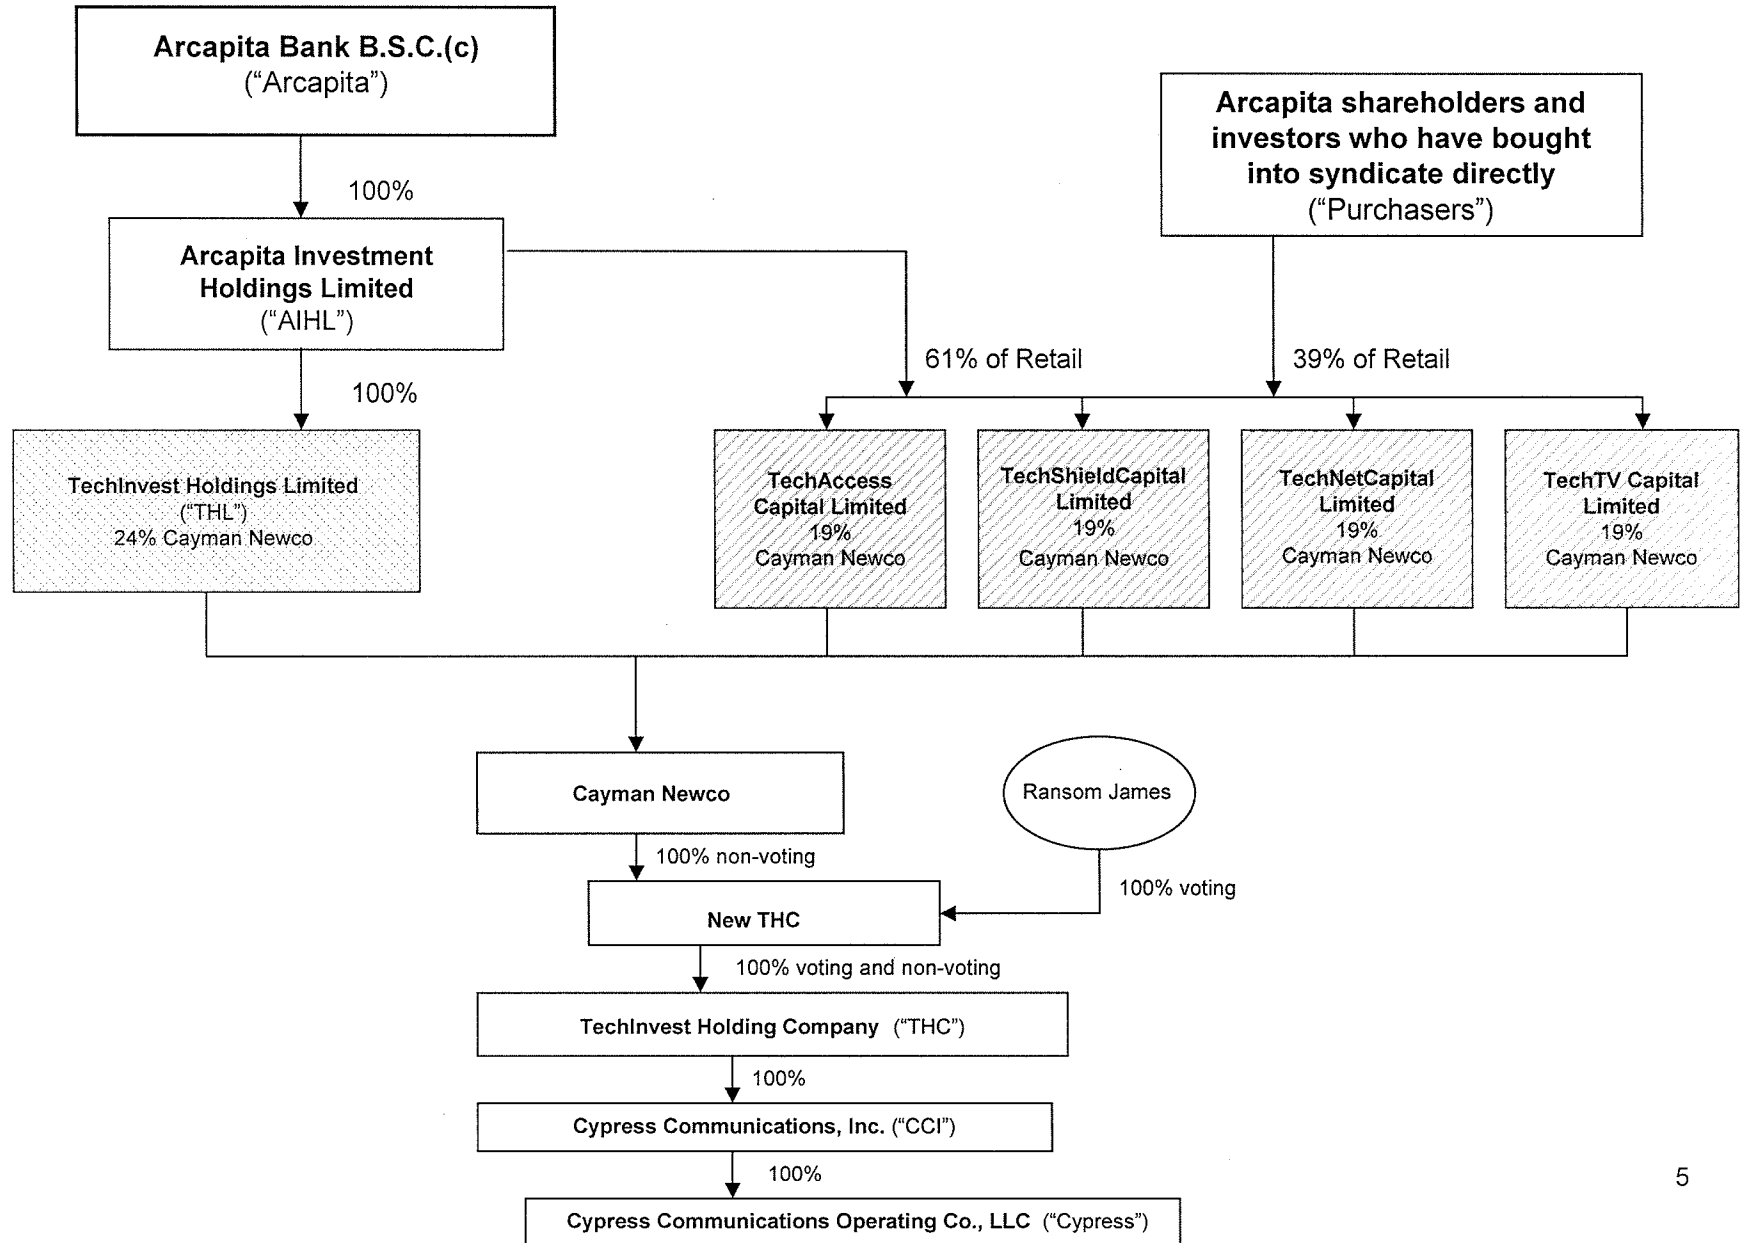 Arcapita Bank B.S.C.(c)
(“Arcapita”)
Arcapita shareholders and
investors who have bought
into syndicate directly
(“Purchasers”)
100%
Arcapita Investment
Holdings Limited
(“AIHL”)
61% of Retail
39% of Retail
100%
TechInvest Holdings Limited
(“THL”)
24% Cayman Newco
TechAccess
Capital Limited
19%
Cayman Newco
TechShieldCapital
Limited
19%
Cayman Newco
TechNetCapital
Limited
19%
Cayman Newco
TechTV Capital
Limited
19%
Cayman Newco
Cayman Newco
Ransom James
100% non-voting
100% voting
New THC
100% voting and non-voting
TechInvest Holding Company (“THC”)
100%
Cypress Communications, Inc. (“CCI”)
100%
Cypress Communications Operating Co., LLC (“Cypress”)
5